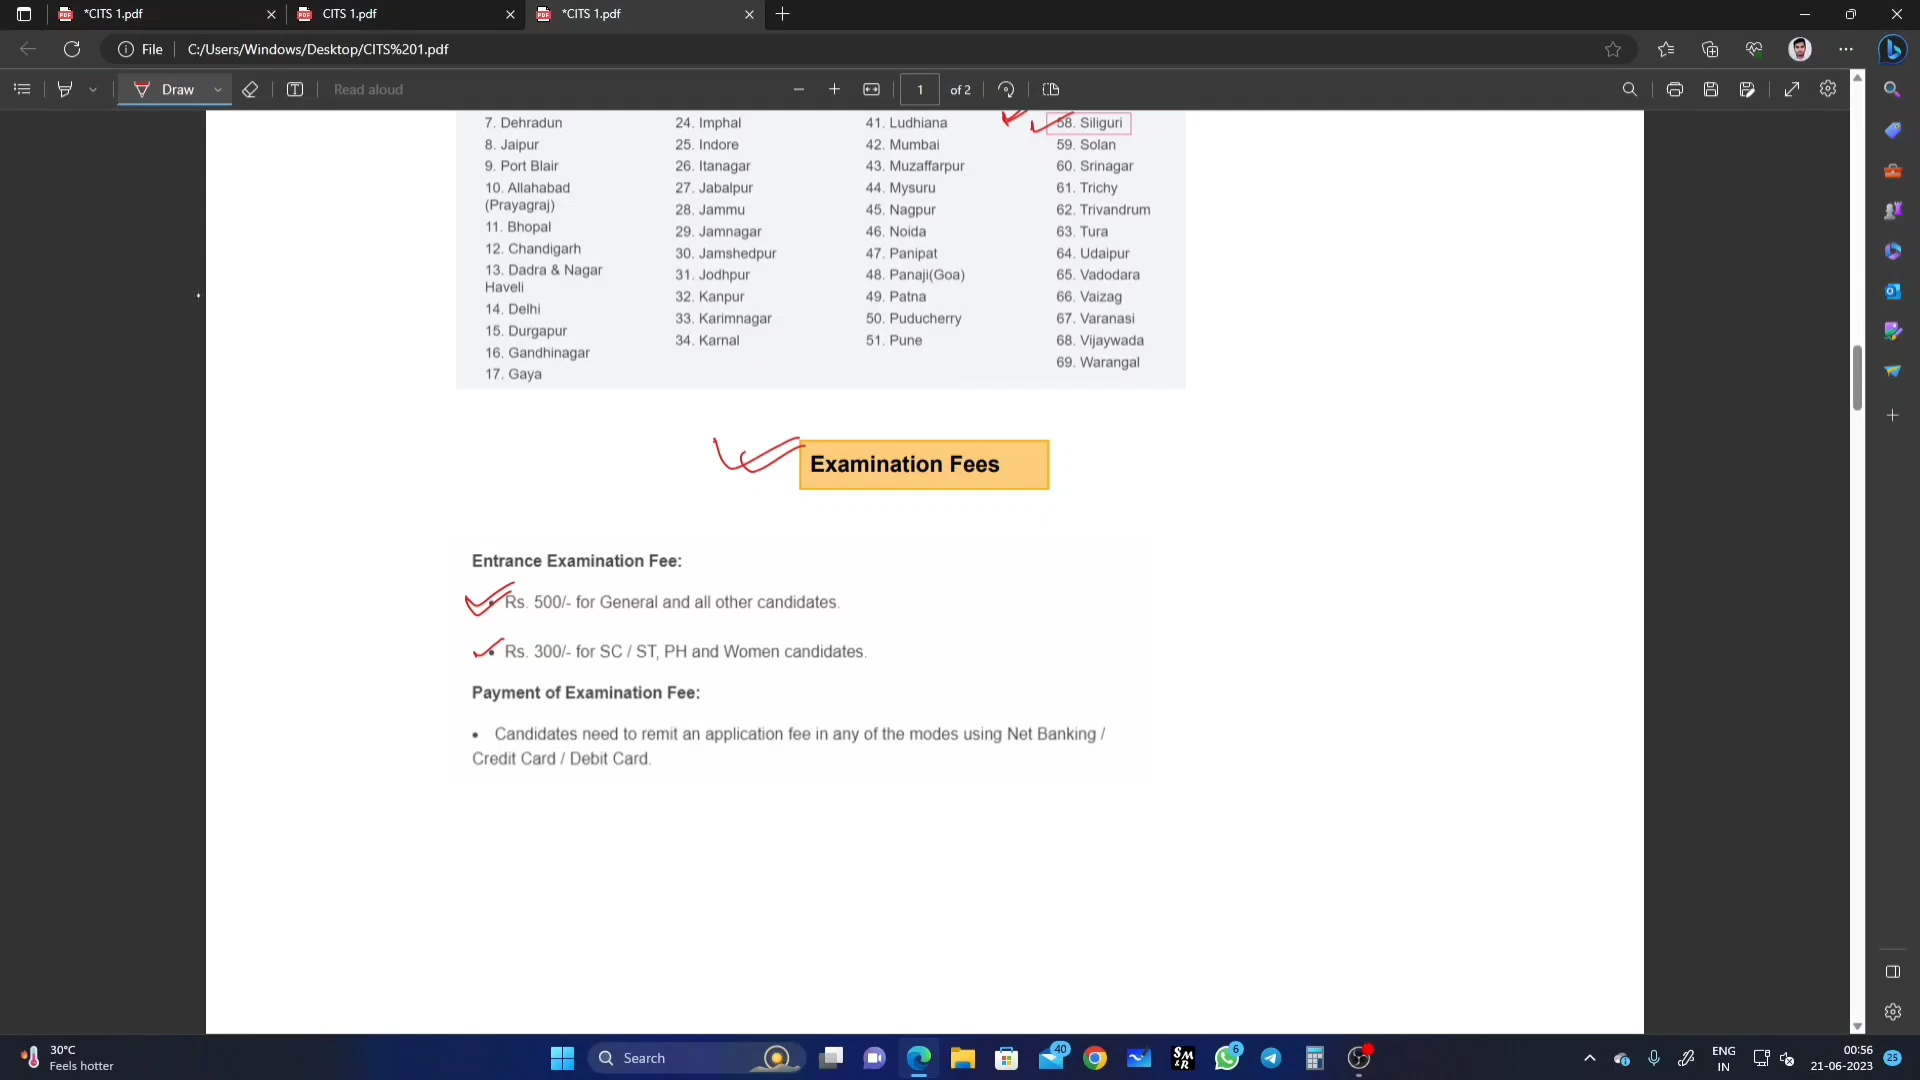 *CITS 1.pdf
CITS 1.pdf
*CITS 1.pdf
File
C:/Users/Windows/Desktop/CITS%201.pdf
Draw
Read aloud
1
of 2
7. Dehradun
8. Jaipur
9. Port Blair
10. Allahabad
(Prayagraj)
11. Bhopal
12. Chandigarh
13. Dadra & Nagar
Haveli
14. Delhi
15. Durgapur
16. Gandhinagar
17. Gaya
24. Imphal
25. Indore
26. Itanagar
27. Jabalpur
28. Jammu
29. Jamnagar
30. Jamshedpur
31. Jodhpur
32. Kanpur
33. Karimnagar
34. Karnal
41. Ludhiana
42. Mumbai
43. Muzaffarpur
44. Mysuru
45. Nagpur
46. Noida
47. Panipat
48. Panaji(Goa)
49. Patna
50. Puducherry
51. Pune
58. Siliguri
59. Solan
60. Srinagar
61. Trichy
62. Trivandrum
63. Tura
64. Udaipur
65. Vadodara
66. Vaizag
67. Varanasi
68. Vijaywada
69. Warangal
Examination Fees
Entrance Examination Fee:
• Rs. 500/- for General and all other candidates.
• Rs. 300/- for SC / ST, PH and Women candidates.
Payment of Examination Fee:
• Candidates need to remit an application fee in any of the modes using Net Banking /
Credit Card / Debit Card.
30°C
Feels hotter
Search
40
S
M
&R
6
ENG
IN
00:56
21-06-2023
25